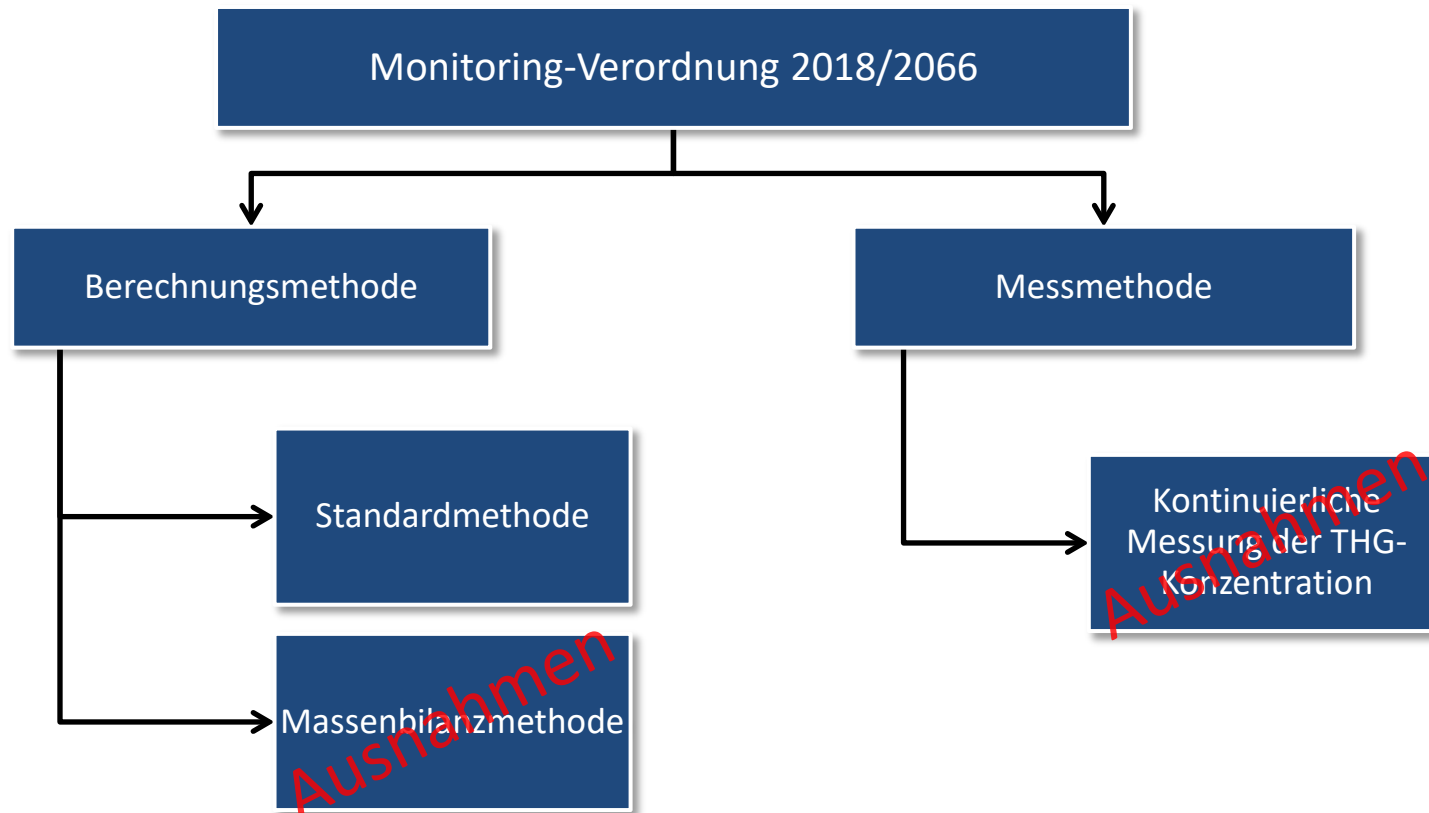 Monitoring-Verordnung 2018/2066
Berechnungsmethode
Messmethode
Standardmethode
Kontinuierliche
Messung der THG-
Konzentration
Ausnahmen
Massenbilanzmethode
Ausnahmen